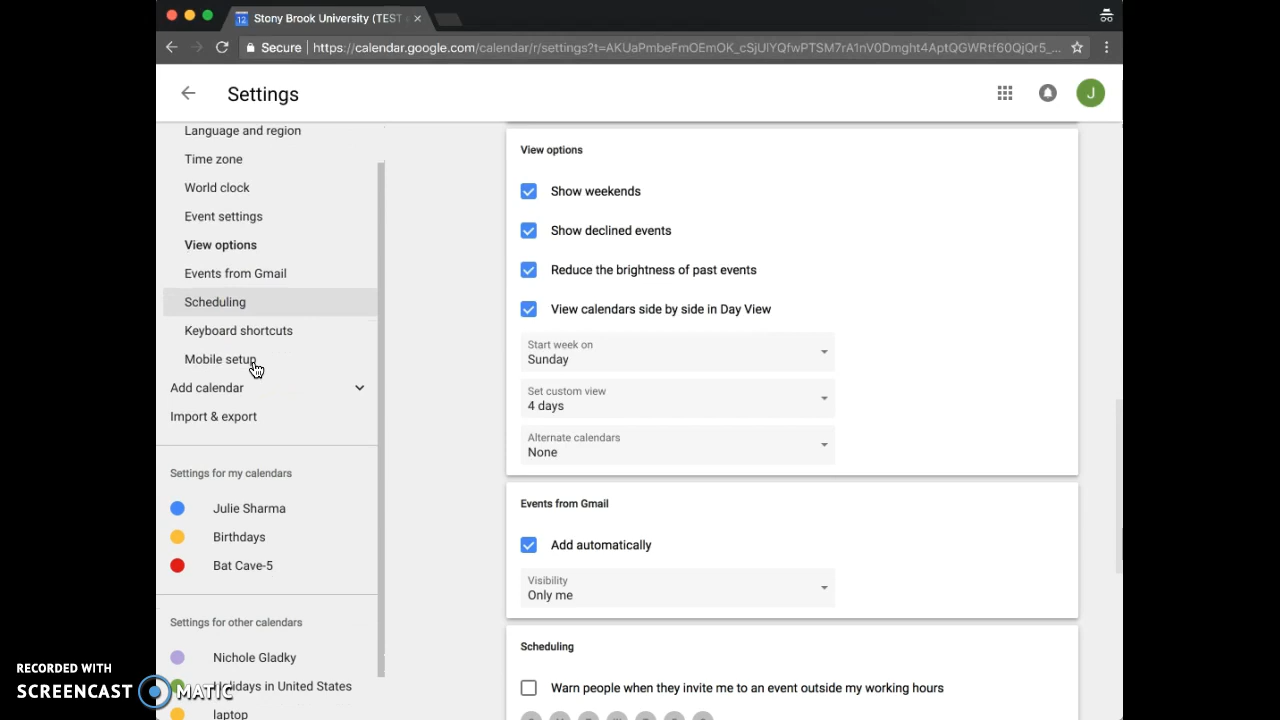 Stony Brook University (TEST
12
Secure
https://calendar.google.com/calendar/r/settings?t=AKUaPmbeFmOEmOK_cSjUlYQfwPTSM7rA1nV0Dmght4AptQGWRtf60QjQr5_...
Settings
J
Language and region
Time zone
World clock
Event settings
View options
Events from Gmail
Scheduling
Keyboard shortcuts
Mobile setup
Add calendar
Import & export
Settings for my calendars
Julie Sharma
Birthdays
Bat Cave-5
Settings for other calendars
Nichole Gladky
Holidays in United States
laptop
View options
Show weekends
Show declined events
Reduce the brightness of past events
View calendars side by side in Day View
Start week on
Sunday
Set custom view
4 days
Alternate calendars
None
Events from Gmail
Add automatically
Visibility
Only me
Scheduling
Warn people when they invite me to an event outside my working hours
RECORDED WITH
SCREENCAST MATIC